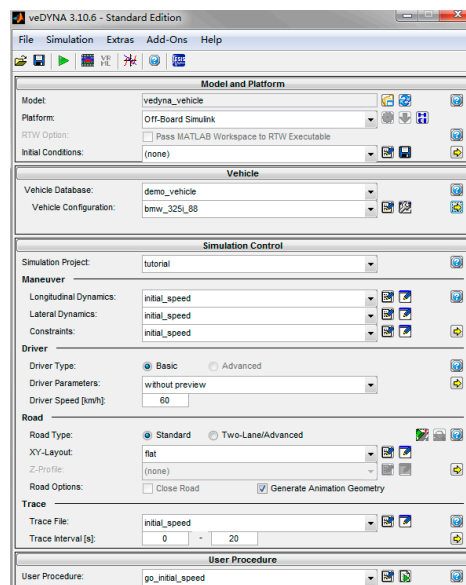 veDYNA 3.10.6 - Standard Edition
File Simulation Extras Add-Ons Help
VR ML TESIS
Model and Platform
Model: vedyna_vehicle
Platform: Off-Board Simulink
RTW Option: Pass MATLAB Workspace to RTW Executable
Initial Conditions: (none)
Vehicle
Vehicle Database: demo_vehicle
Vehicle Configuration: bmw_325i_88
Simulation Control
Simulation Project: tutorial
Maneuver
Longitudinal Dynamics: initial_speed
Lateral Dynamics: initial_speed
Constraints: initial_speed
Driver
Driver Type: Basic Advanced
Driver Parameters: without preview
Driver Speed [km/h]: 60
Road
Road Type: Standard Two-Lane/Advanced
XY-Layout: flat
Z-Profile: (none)
Road Options: Close Road Generate Animation Geometry
Trace
Trace File: initial_speed
Trace Interval [s]: 0 - 20
User Procedure
User Procedure: go_initial_speed